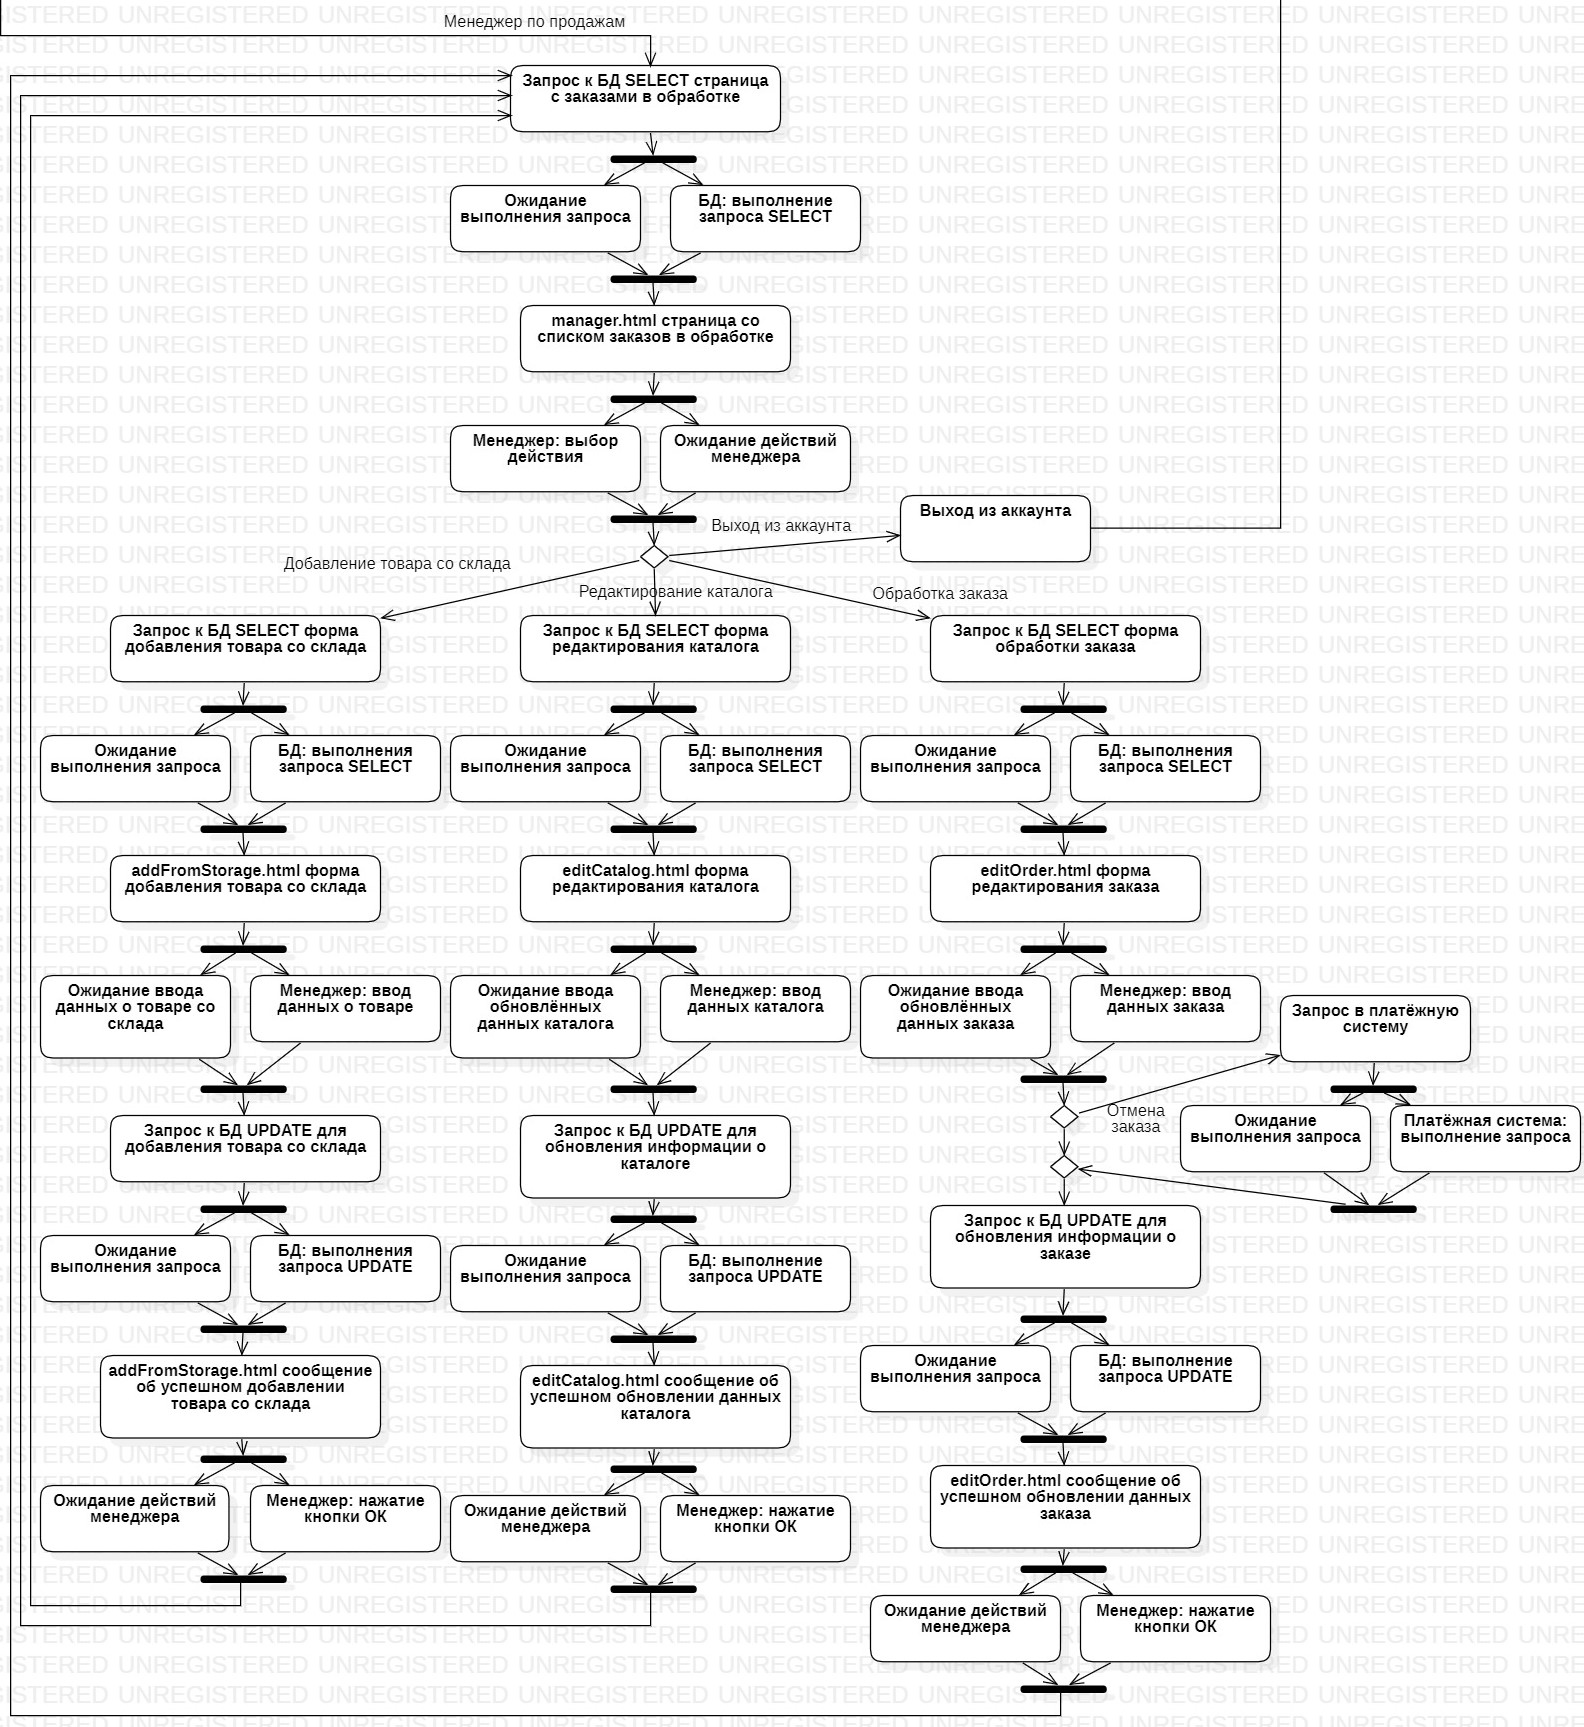 Менеджер по продажам
Запрос к БД SELECT страница
с заказами в обработке
Ожидание
выполнения запроса
БД: выполнение
запроса SELECT
manager.html страница со
списком заказов в обработке
Менеджер: выбор
действия
Ожидание действий
менеджера
Выход из аккаунта
Выход из аккаунта
Добавление товара со склада
Редактирование каталога
Обработка заказа
Запрос к БД SELECT форма
добавления товара со склада
Запрос к БД SELECT форма
редактирования каталога
Запрос к БД SELECT форма
обработки заказа
Ожидание
выполнения запроса
БД: выполнения
запроса SELECT
Ожидание
выполнения запроса
БД: выполнения
запроса SELECT
Ожидание
выполнения запроса
БД: выполнения
запроса SELECT
addFromStorage.html форма
добавления товара со склада
editCatalog.html форма
редактирования каталога
editOrder.html форма
редактирования заказа
Ожидание ввода
данных о товаре со
склада
Менеджер: ввод
данных о товаре
Ожидание ввода
обновлённых
данных каталога
Менеджер: ввод
данных каталога
Ожидание ввода
обновлённых
данных заказа
Менеджер: ввод
данных заказа
Запрос в платёжную
систему
Отмена
заказа
Ожидание
выполнения запроса
Платёжная система:
выполнение запроса
Запрос к БД UPDATE для
добавления товара со склада
Запрос к БД UPDATE для
обновления информации о
каталоге
Запрос к БД UPDATE для
обновления информации о
заказе
Ожидание
выполнения запроса
БД: выполнения
запроса UPDATE
Ожидание
выполнения запроса
БД: выполнение
запроса UPDATE
Ожидание
выполнения запроса
БД: выполнение
запроса UPDATE
addFromStorage.html сообщение
об успешном добавлении
товара со склада
editCatalog.html сообщение об
успешном обновлении данных
каталога
editOrder.html сообщение об
успешном обновлении данных
заказа
Ожидание действий
менеджера
Менеджер: нажатие
кнопки ОК
Ожидание действий
менеджера
Менеджер: нажатие
кнопки ОК
Ожидание действий
менеджера
Менеджер: нажатие
кнопки ОК